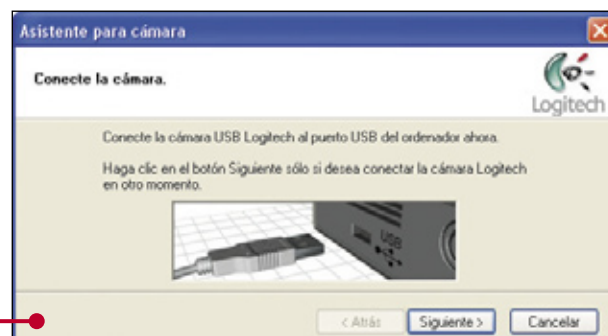 Asistente para cámara
Conecte la cámara.
Logitech
Conecte la cámara USB Logitech al puerto USB del ordenador ahora.
Haga clic en el botón Siguiente sólo si desea conectar la cámara Logitech
en otro momento.
USB
< Atrás Siguiente > Cancelar